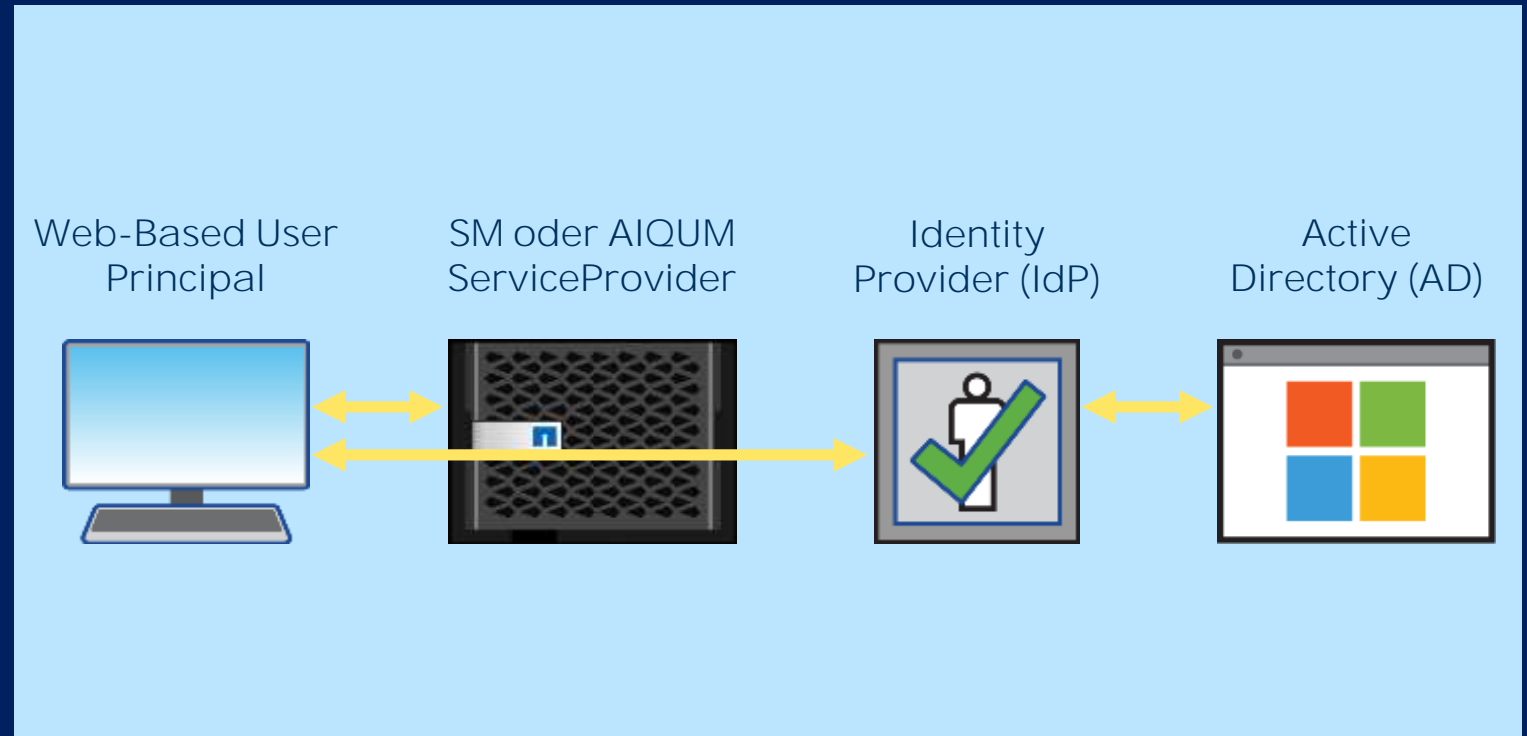 Web-Based User
Principal
SM oder AIQUM
ServiceProvider
Identity
Provider (IdP)
Active
Directory (AD)